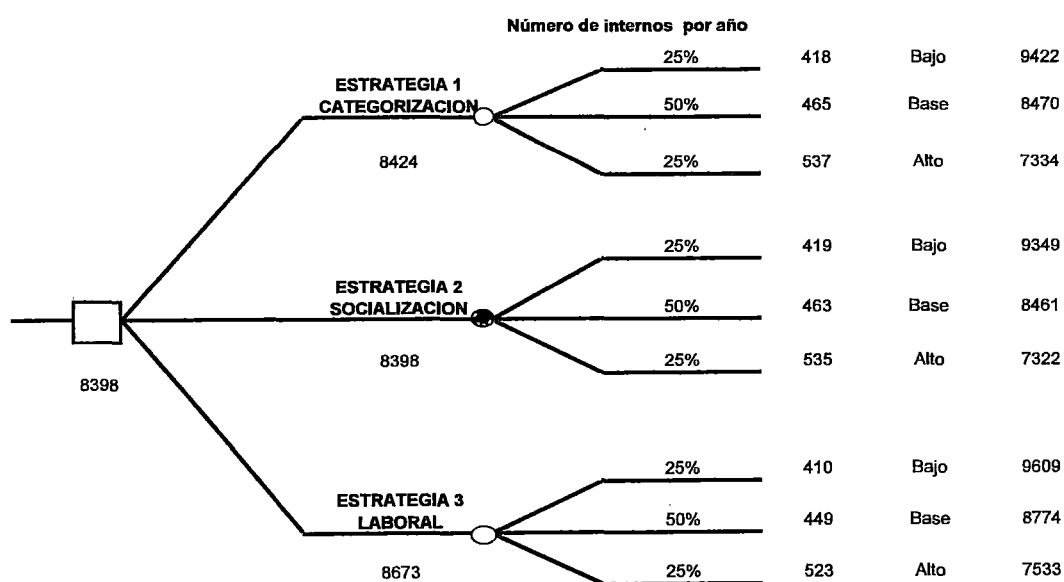 Número de internos por año
25% 418 Bajo 9422
ESTRATEGIA 1
CATEGORIZACION
50% 465 Base 8470
8424
25% 537 Alto 7334
25% 419 Bajo 9349
ESTRATEGIA 2
SOCIALIZACION
50% 463 Base 8461
8398
25% 535 Alto 7322
8398
25% 410 Bajo 9609
ESTRATEGIA 3
LABORAL
50% 449 Base 8774
8673
25% 523 Alto 7533